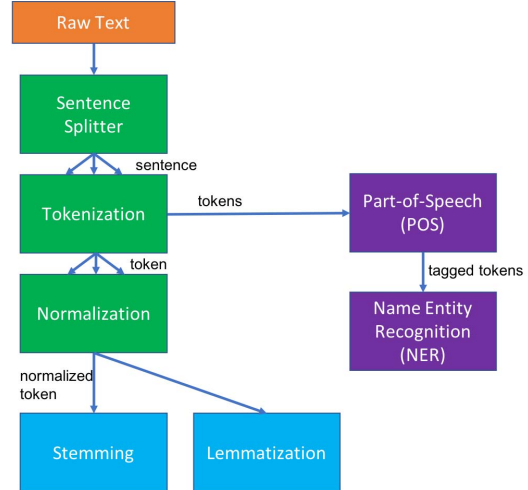 Raw Text
Sentence
Splitter
sentence
Tokenization
tokens
Part-of-Speech
(POS)
token
tagged tokens
Normalization
Name Entity
Recognition
(NER)
normalized
token
Stemming
Lemmatization